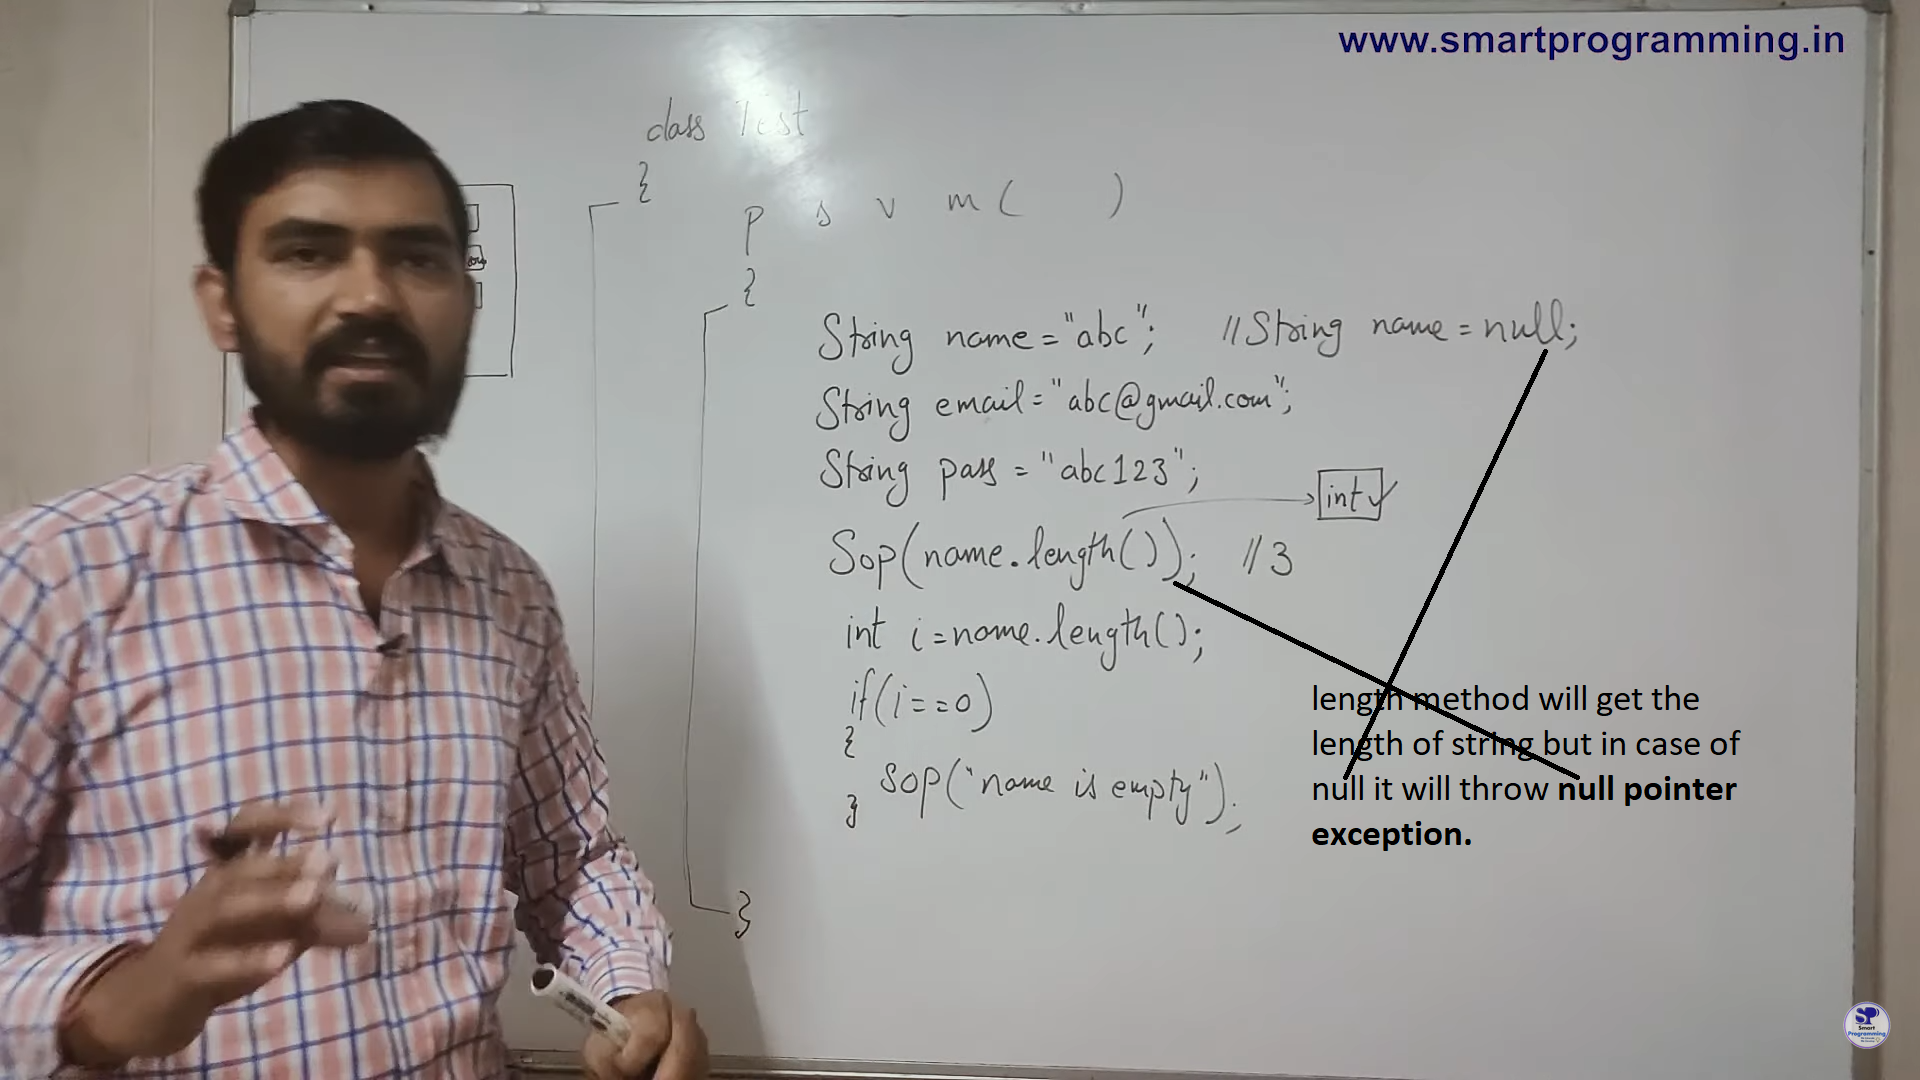 www.smartprogramming.in
class Test
{
p s v m ( )
{
String name = "abc"; //String name = null;
String email = "abc@gmail.com";
String pass = "abc123";
int ✓
Sop(name.length()); //3
int i = name.length();
if(i==0)
{
SOP("name is empty");
}
}
length method will get the
length of string but in case of
null it will throw null pointer
exception.
SP
Smart
Programming